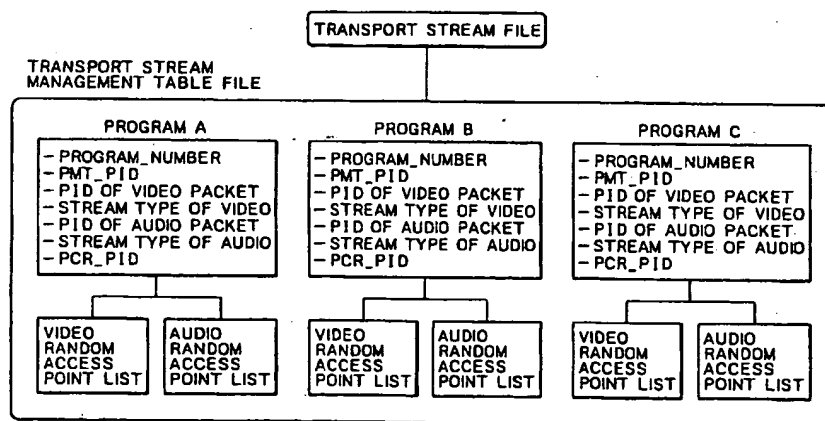 TRANSPORT STREAM FILE
TRANSPORT STREAM
MANAGEMENT TABLE FILE
PROGRAM A
- PROGRAM_NUMBER
- PMT_PID
- PID OF VIDEO PACKET
- STREAM TYPE OF VIDEO
- PID OF AUDIO PACKET
- STREAM TYPE OF AUDIO
- PCR_PID
VIDEO
RANDOM
ACCESS
POINT LIST
AUDIO
RANDOM
ACCESS
POINT LIST
PROGRAM B
- PROGRAM_NUMBER
- PMT_PID
- PID OF VIDEO PACKET
- STREAM TYPE OF VIDEO
- PID OF AUDIO PACKET
- STREAM TYPE OF AUDIO
- PCR_PID
VIDEO
RANDOM
ACCESS
POINT LIST
AUDIO
RANDOM
ACCESS
POINT LIST
PROGRAM C
- PROGRAM_NUMBER
- PMT_PID
- PID OF VIDEO PACKET
- STREAM TYPE OF VIDEO
- PID OF AUDIO PACKET
- STREAM TYPE OF AUDIO
- PCR_PID
VIDEO
RANDOM
ACCESS
POINT LIST
AUDIO
RANDOM
ACCESS
POINT LIST